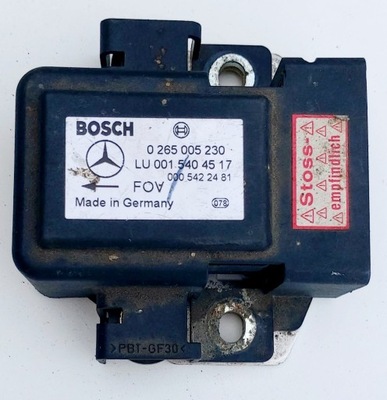 BOSCH
0 265 005 230
LU 001 540 45 17
000 542 24 81
FOA
Made in Germany
078
Stoss-
empfindlich
>PBT-GF30<